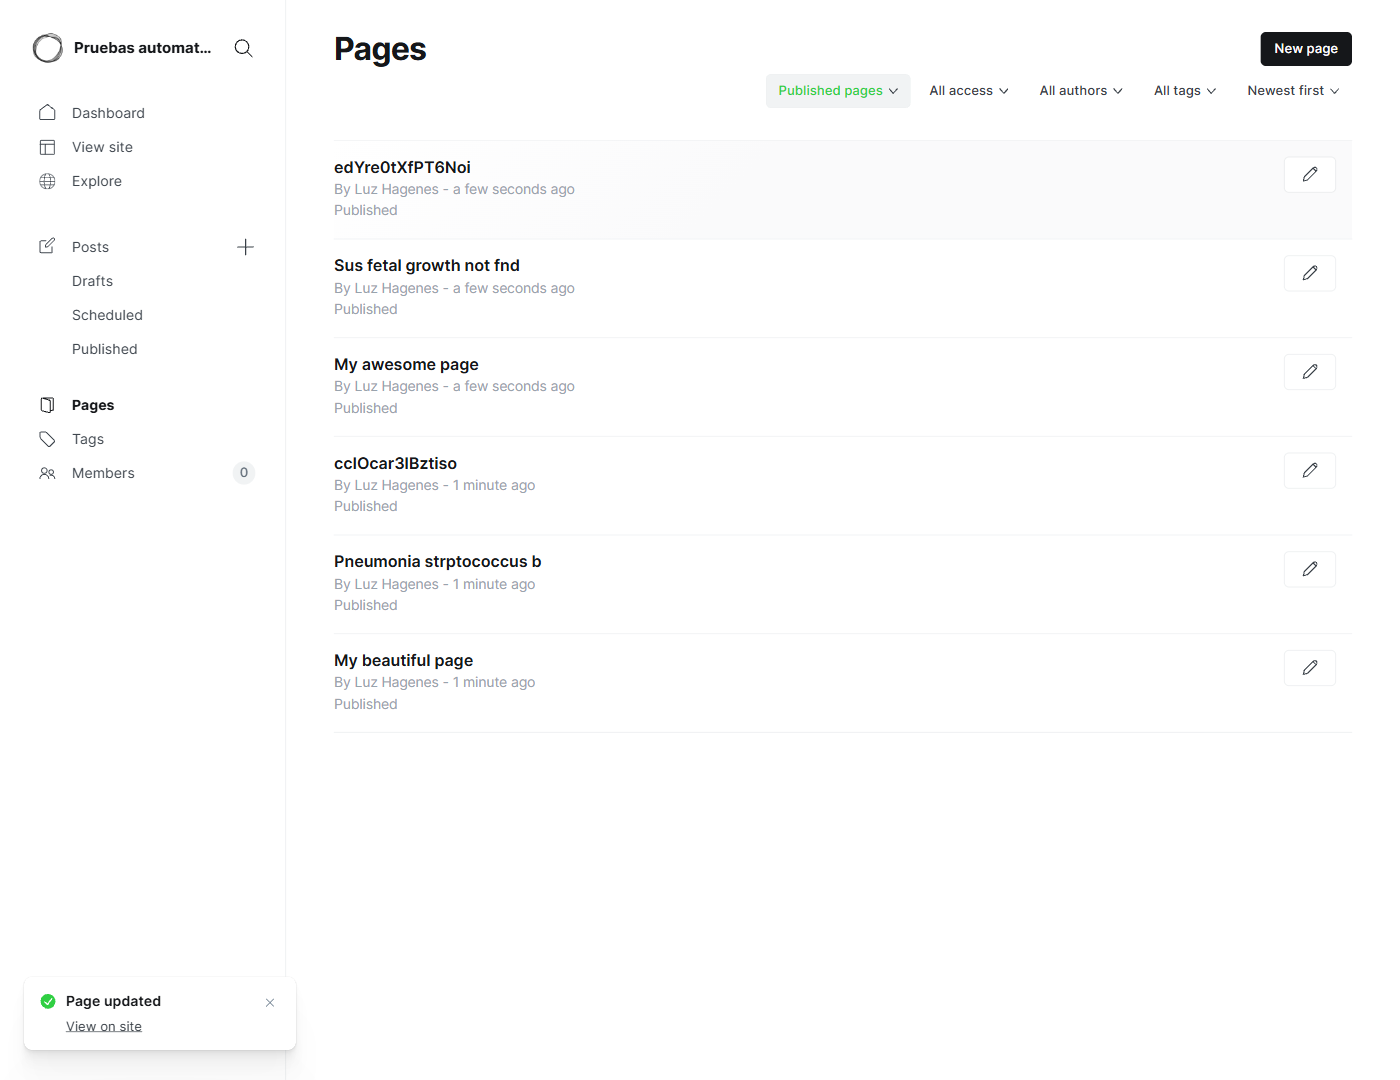 Pruebas automat...
Dashboard
View site
Explore
Posts
Drafts
Scheduled
Published
Pages
Tags
Members
0
Pages
New page
Published pages
All access
All authors
All tags
Newest first
edYre0tXfPT6Noi
By Luz Hagenes - a few seconds ago
Published
Sus fetal growth not fnd
By Luz Hagenes - a few seconds ago
Published
My awesome page
By Luz Hagenes - a few seconds ago
Published
cclOcar3lBztiso
By Luz Hagenes - 1 minute ago
Published
Pneumonia strptococcus b
By Luz Hagenes - 1 minute ago
Published
My beautiful page
By Luz Hagenes - 1 minute ago
Published
Page updated
View on site